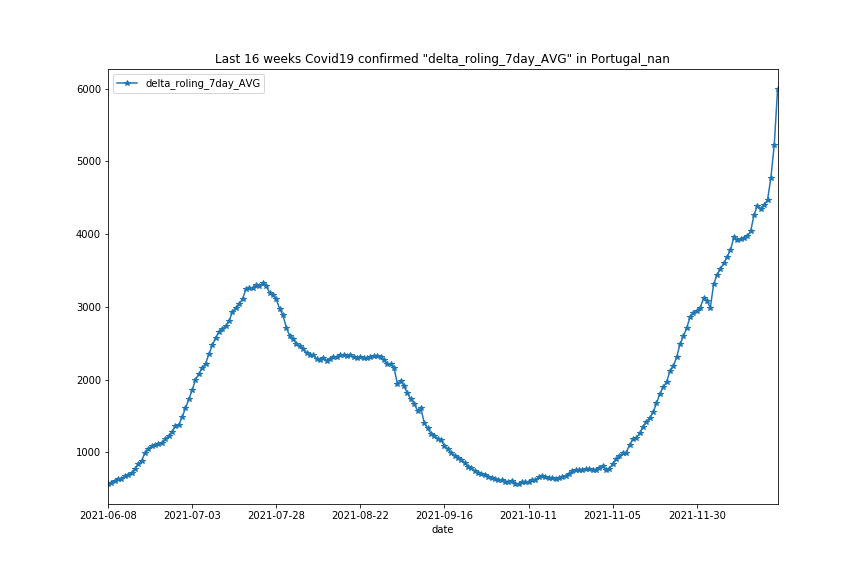 Last 16 weeks Covid19 confirmed "delta_roling_7day_AVG" in Portugal_nan
delta_roling_7day_AVG
6000
5000
4000
3000
2000
1000
2021-06-08 2021-07-03 2021-07-28 2021-08-22 2021-09-16 2021-10-11 2021-11-05 2021-11-30
date